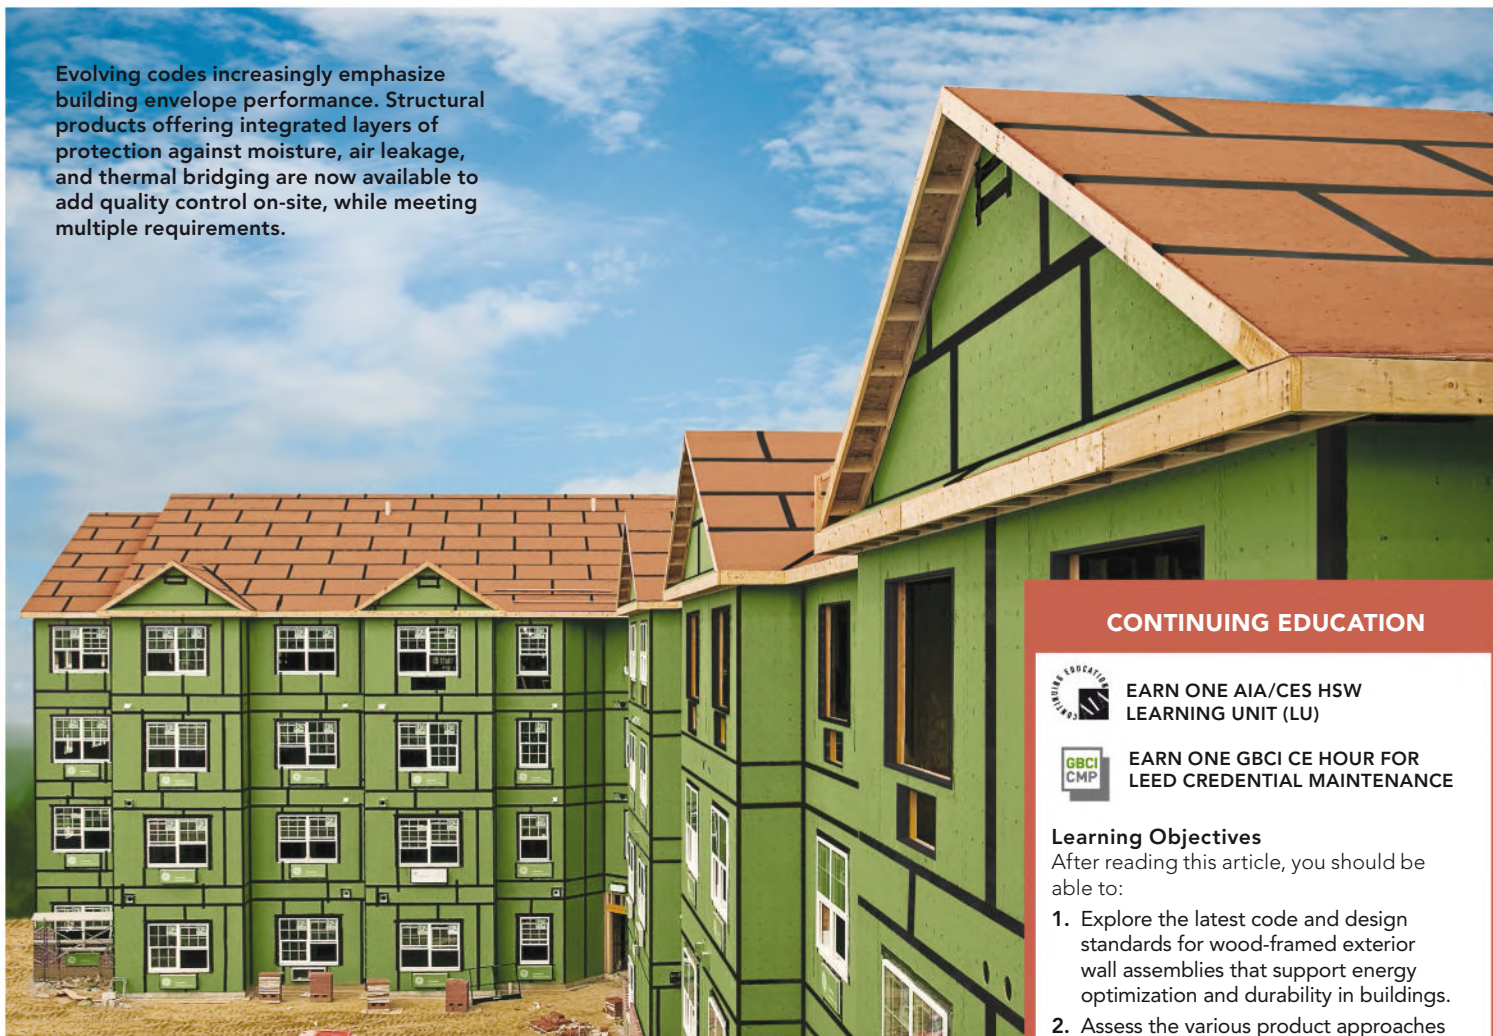 Evolving codes increasingly emphasize
building envelope performance. Structural
products offering integrated layers of
protection against moisture, air leakage,
and thermal bridging are now available to
add quality control on-site, while meeting
multiple requirements.
CONTINUING EDUCATION
CONTINUING EDUCATION
EARN ONE AIA/CES HSW
LEARNING UNIT (LU)
GBCI
CMP
EARN ONE GBCI CE HOUR FOR
LEED CREDENTIAL MAINTENANCE
Learning Objectives
After reading this article, you should be
able to:
1. Explore the latest code and design
standards for wood-framed exterior
wall assemblies that support energy
optimization and durability in buildings.
2. Assess the various product approaches